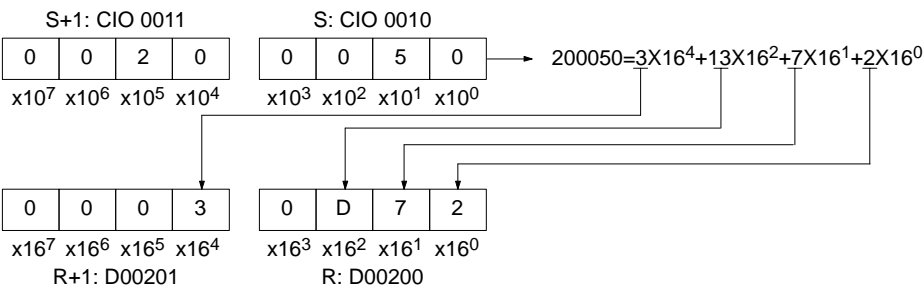 S+1: CIO 0011 S: CIO 0010
0 0 2 0 0 0 5 0 200050=3X16⁴+13X16²+7X16¹+2X16⁰
x10⁷ x10⁶ x10⁵ x10⁴ x10³ x10² x10¹ x10⁰
0 0 0 3 0 D 7 2
x16⁷ x16⁶ x16⁵ x16⁴ x16³ x16² x16¹ x16⁰
R+1: D00201 R: D00200